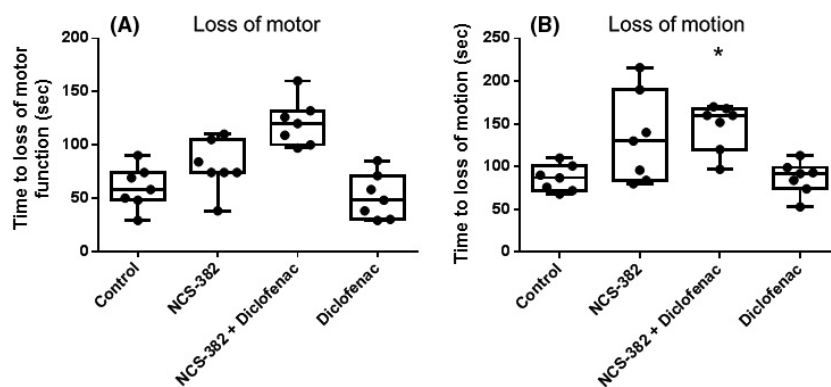 (A) Loss of motor
Time to loss of motor
function (sec)
200
150
100
50
0
Control
NCS-382
NCS-382 + Diclofenac
Diclofenac
(B) Loss of motion
*
Time to loss of motion (sec)
250
200
150
100
50
0
Control
NCS-382
NCS-382 + Diclofenac
Diclofenac